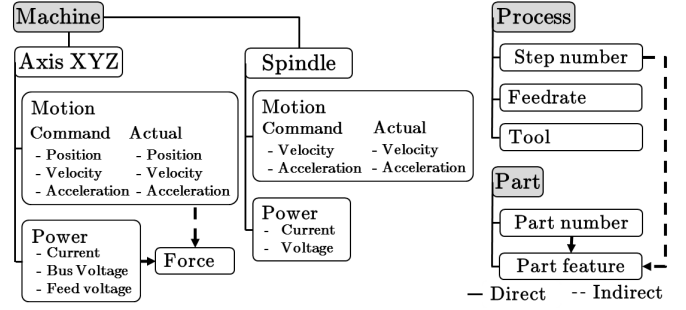 Machine
Axis XYZ
Motion
Command Actual
- Position - Position
- Velocity - Velocity
- Acceleration - Acceleration
Power
- Current
- Bus Voltage
- Feed voltage
Force
Spindle
Motion
Command Actual
- Velocity - Velocity
- Acceleration - Acceleration
Power
- Current
- Voltage
Process
Step number
Feedrate
Tool
Part
Part number
Part feature
Direct -- Indirect